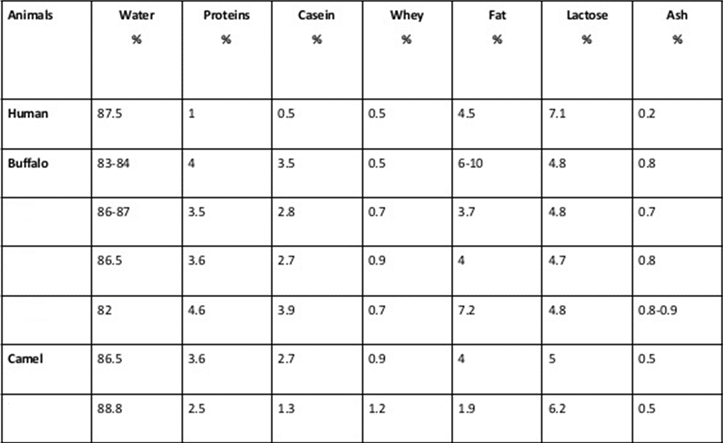 Animals Water Proteins Casein Whey Fat Lactose Ash
% % % % % % %
Human 87.5 1 0.5 0.5 4.5 7.1 0.2
Buffalo 83-84 4 3.5 0.5 6-10 4.8 0.8
86-87 3.5 2.8 0.7 3.7 4.8 0.7
86.5 3.6 2.7 0.9 4 4.7 0.8
82 4.6 3.9 0.7 7.2 4.8 0.8-0.9
Camel 86.5 3.6 2.7 0.9 4 5 0.5
88.8 2.5 1.3 1.2 1.9 6.2 0.5